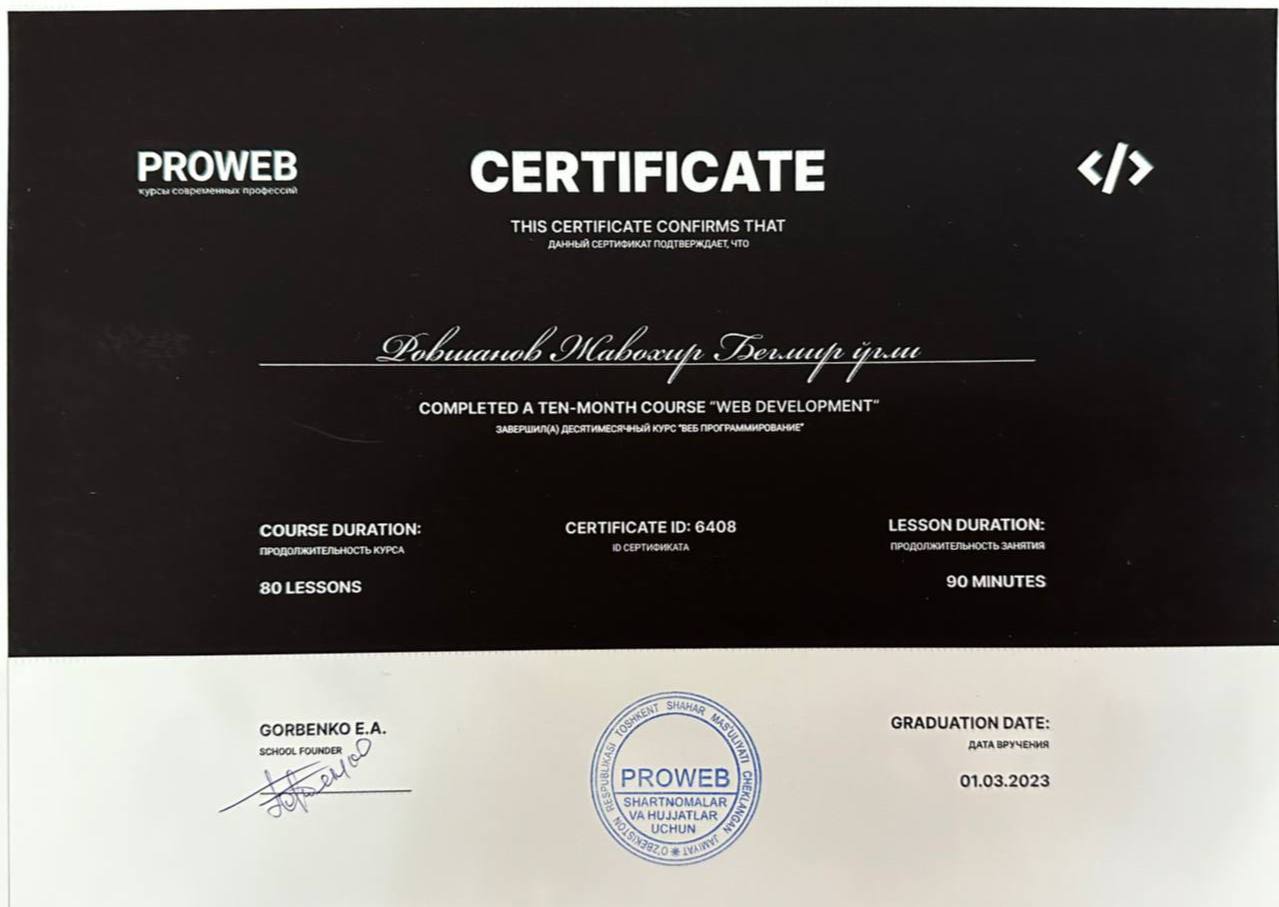 PROWEB
курсы современных профессий
CERTIFICATE
THIS CERTIFICATE CONFIRMS THAT
ДАННЫЙ СЕРТИФИКАТ ПОДТВЕРЖДАЕТ, ЧТО
Ровшанов Жавохир Беглир ўгли
COMPLETED A TEN-MONTH COURSE “WEB DEVELOPMENT“
ЗАВЕРШИЛ(А) ДЕСЯТИМЕСЯЧНЫЙ КУРС “ВЕБ ПРОГРАММИРОВАНИЕ“
COURSE DURATION:
ПРОДОЛЖИТЕЛЬНОСТЬ КУРСА
80 LESSONS
CERTIFICATE ID: 6408
ID СЕРТИФИКАТА
LESSON DURATION:
ПРОДОЛЖИТЕЛЬНОСТЬ ЗАНЯТИЯ
90 MINUTES
GORBENKO E.A.
SCHOOL FOUNDER
O'ZBEKISTON RESPUBLIKASI TOSHKENT SHAHAR MAS'ULIYATI CHEKLANGAN JAMIYAT
PROWEB
SHARTNOMALAR
VA HUJJATLAR
UCHUN
GRADUATION DATE:
ДАТА ВРУЧЕНИЯ
01.03.2023